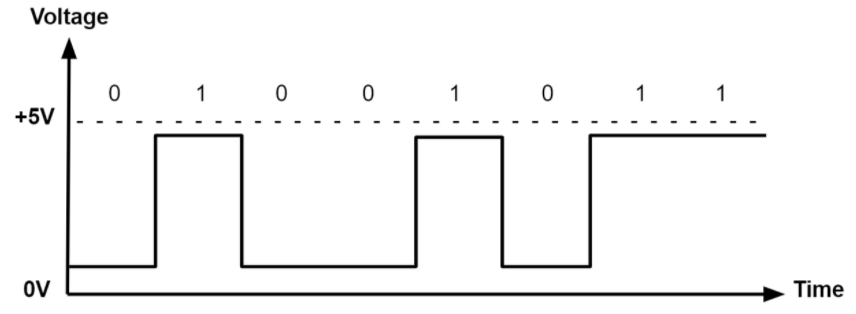 Voltage
0 1 0 0 1 0 1 1
+5V
0V
Time